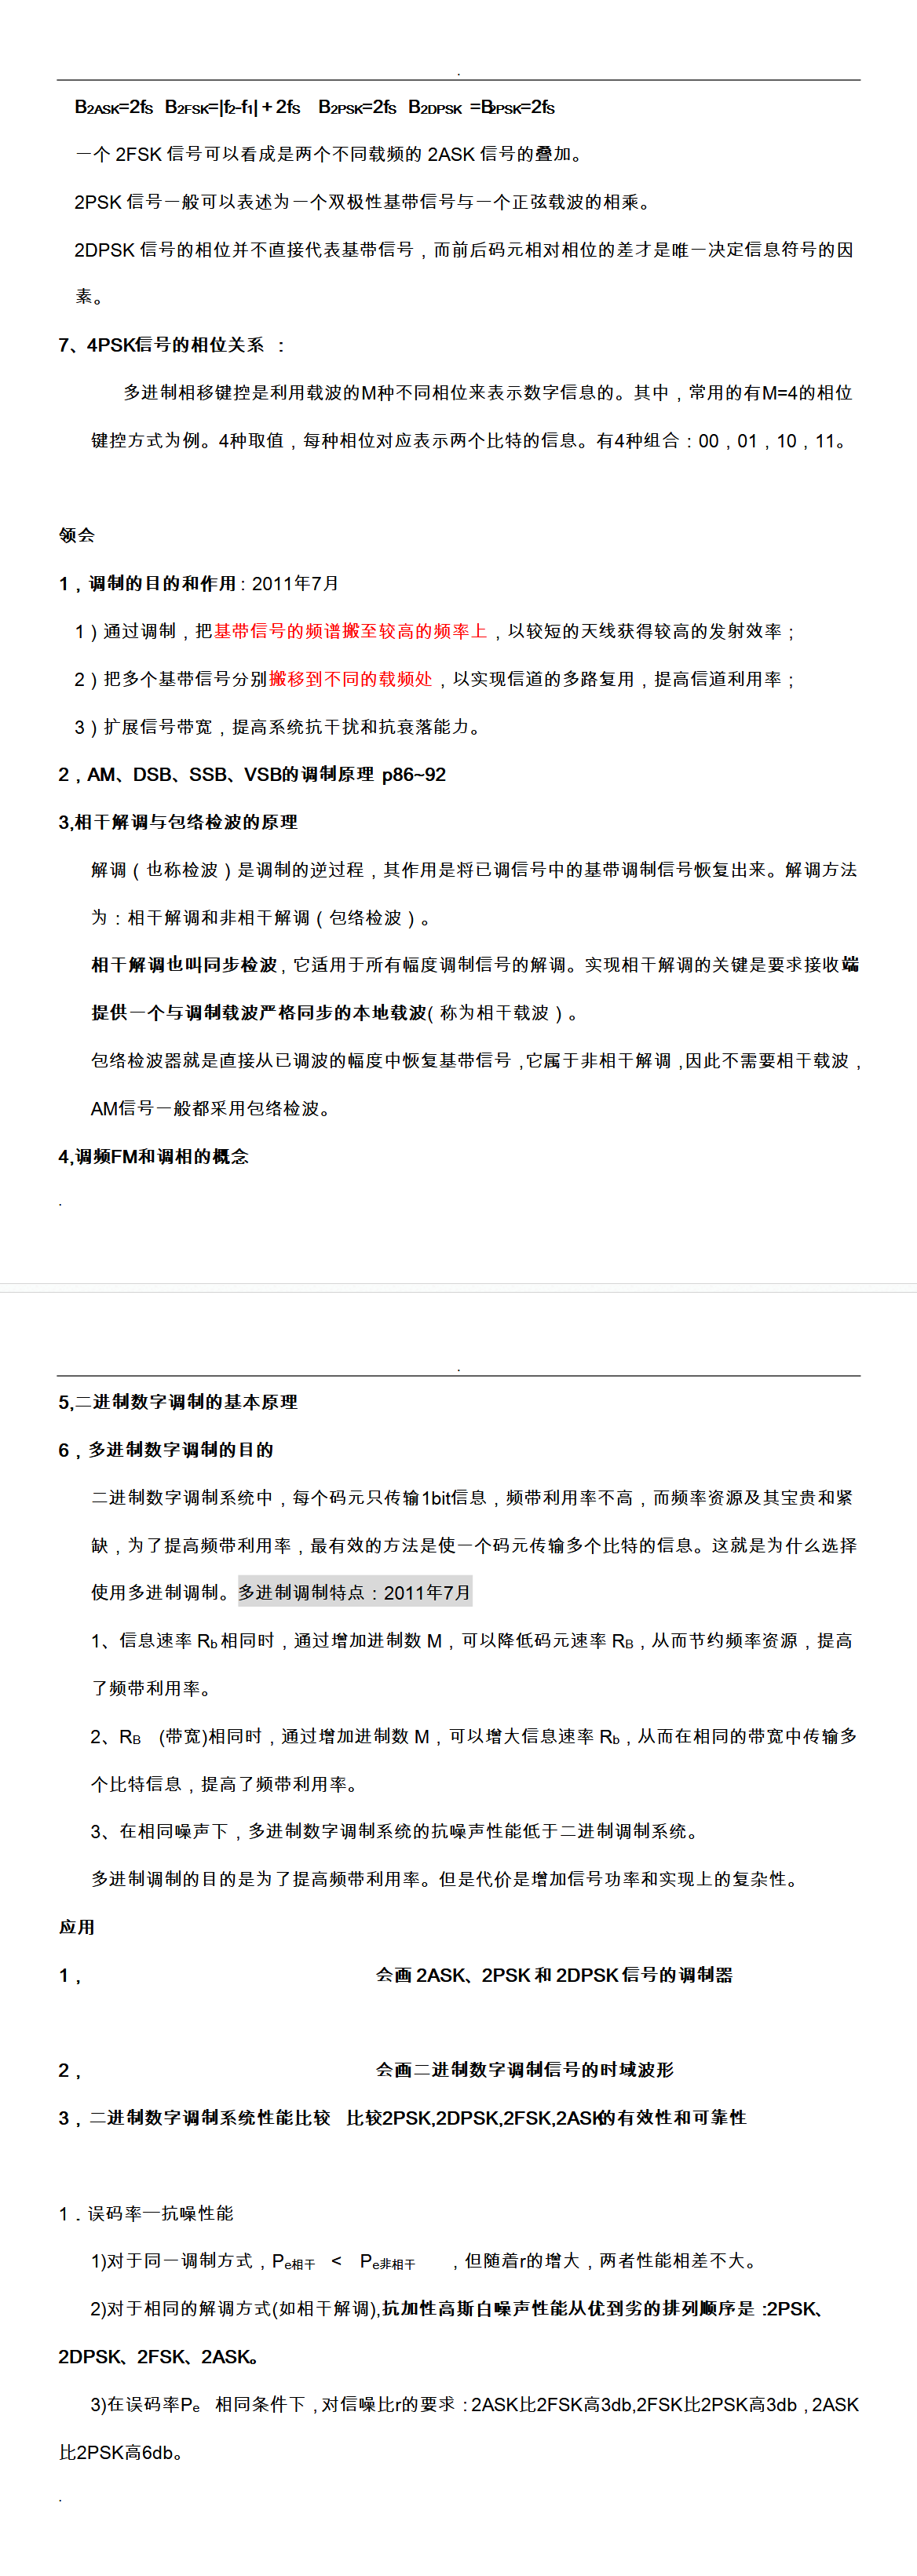 .
B2ASK=2fS B2FSK=|f2-f1| + 2fS B2PSK=2fS B2DPSK =B2PSK=2fS
一个 2FSK 信号可以看成是两个不同载频的 2ASK 信号的叠加。
2PSK 信号一般可以表述为一个双极性基带信号与一个正弦载波的相乘。
2DPSK 信号的相位并不直接代表基带信号，而前后码元相对相位的差才是唯一决定信息符号的因
素。
7、4PSK信号的相位关系 ：
多进制相移键控是利用载波的M种不同相位来表示数字信息的。其中，常用的有M=4的相位
键控方式为例。4种取值，每种相位对应表示两个比特的信息。有4种组合：00，01，10，11。
领会
1，调制的目的和作用：2011年7月
1）通过调制，把基带信号的频谱搬至较高的频率上，以较短的天线获得较高的发射效率；
2）把多个基带信号分别搬移到不同的载频处，以实现信道的多路复用，提高信道利用率；
3）扩展信号带宽，提高系统抗干扰和抗衰落能力。
2，AM、DSB、SSB、VSB的调制原理 p86~92
3,相干解调与包络检波的原理
解调（也称检波）是调制的逆过程，其作用是将已调信号中的基带调制信号恢复出来。解调方法
为：相干解调和非相干解调（包络检波）。
相干解调也叫同步检波，它适用于所有幅度调制信号的解调。实现相干解调的关键是要求接收端
提供一个与调制载波严格同步的本地载波(称为相干载波）。
包络检波器就是直接从已调波的幅度中恢复基带信号 ,它属于非相干解调 ,因此不需要相干载波 ，
AM信号一般都采用包络检波。
4,调频FM和调相的概念
.
.
5,二进制数字调制的基本原理
6，多进制数字调制的目的
二进制数字调制系统中，每个码元只传输1bit信息，频带利用率不高，而频率资源及其宝贵和紧
缺，为了提高频带利用率，最有效的方法是使一个码元传输多个比特的信息。这就是为什么选择
使用多进制调制。多进制调制特点：2011年7月
1、信息速率 Rb 相同时，通过增加进制数 M，可以降低码元速率 RB，从而节约频率资源，提高
了频带利用率。
2、RB (带宽)相同时，通过增加进制数 M，可以增大信息速率 Rb，从而在相同的带宽中传输多
个比特信息，提高了频带利用率。
3、在相同噪声下，多进制数字调制系统的抗噪声性能低于二进制调制系统。
多进制调制的目的是为了提高频带利用率。但是代价是增加信号功率和实现上的复杂性。
应用
1， 会画 2ASK、2PSK 和 2DPSK 信号的调制器
2， 会画二进制数字调制信号的时域波形
3，二进制数字调制系统性能比较 比较2PSK,2DPSK,2FSK,2ASK的有效性和可靠性
1．误码率—抗噪性能
1)对于同一调制方式，Pe相干 < Pe非相干 ，但随着r的增大，两者性能相差不大。
2)对于相同的解调方式(如相干解调),抗加性高斯白噪声性能从优到劣的排列顺序是 :2PSK、
2DPSK、2FSK、2ASK。
3)在误码率Pe 相同条件下，对信噪比r的要求：2ASK比2FSK高3db,2FSK比2PSK高3db，2ASK
比2PSK高6db。
.